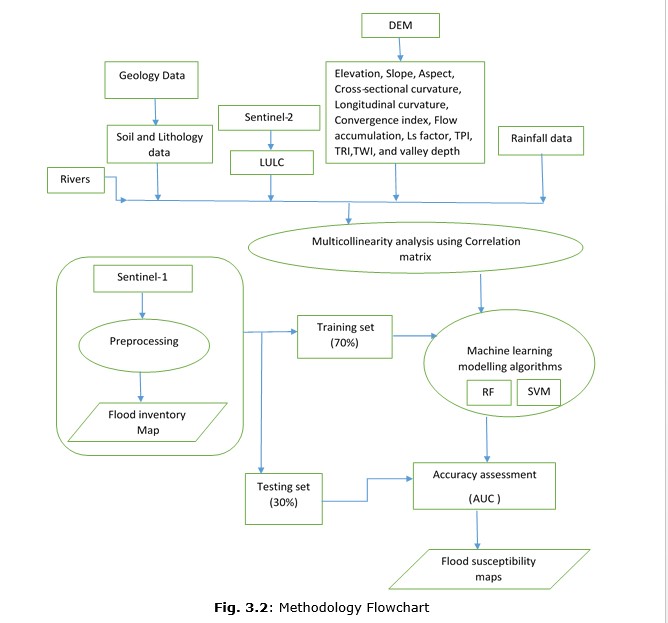 DEM
Geology Data
Elevation, Slope, Aspect,
Cross-sectional curvature,
Longitudinal curvature,
Convergence index, Flow
accumulation, Ls factor, TPI,
TRI,TWI, and valley depth
Sentinel-2
Soil and Lithology
data
Rainfall data
LULC
Rivers
Multicollinearity analysis using Correlation
matrix
Sentinel-1
Preprocessing
Flood inventory
Map
Training set
(70%)
Machine learning
modelling algorithms
RF
SVM
Testing set
(30%)
Accuracy assessment
(AUC )
Flood susceptibility
maps
Fig. 3.2: Methodology Flowchart